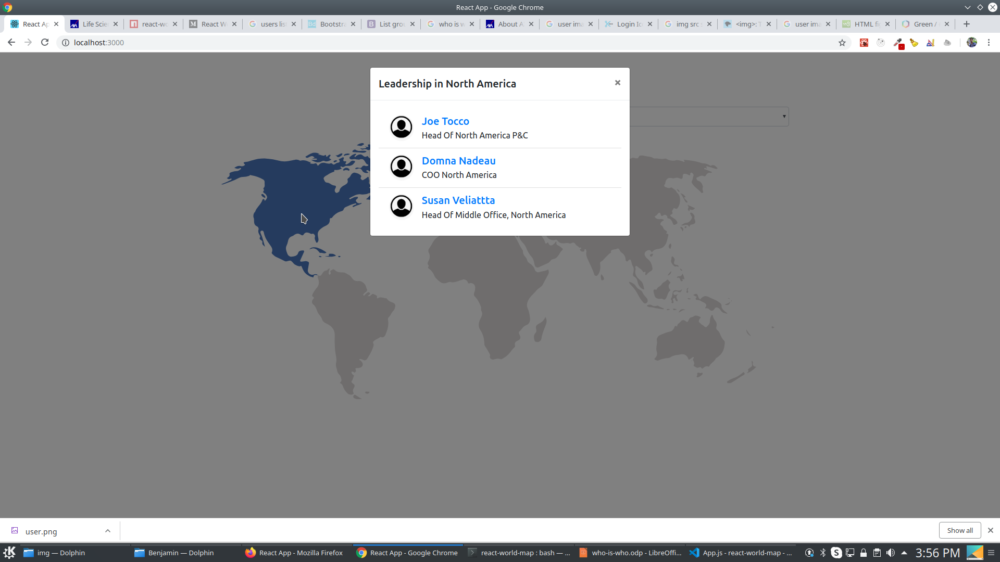 React App - Google Chrome
React Ap
Life Scie
react-wo
M React W
users lis
Bd Bootstra
B List grou
who is w
About A
user ima
Login Ic
img src s
<img>: T
user ima
HTML fi
Green /
localhost:3000
Leadership in North America
Joe Tocco
Head Of North America P&C
Domna Nadeau
COO North America
Susan Veliattta
Head Of Middle Office, North America
user.png
Show all
img — Dolphin
Benjamin — Dolphin
React App - Mozilla Firefox
React App - Google Chrome
react-world-map : bash — ...
who-is-who.odp - LibreOffi...
App.js - react-world-map - ...
3:56 PM